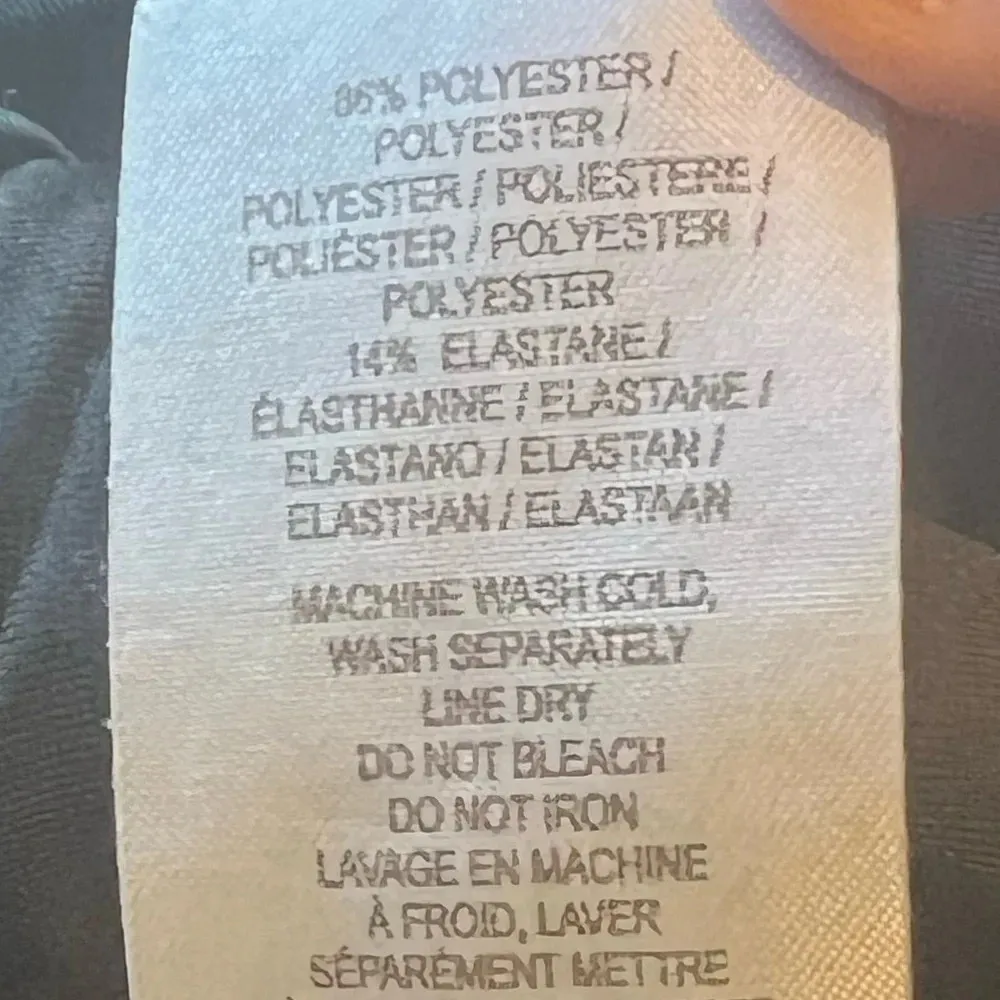 86% POLYESTER /
POLYESTER /
POLYESTER / POLIESTERE /
POLIÉSTER / POLYESTER /
POLYESTER
14% ELASTANE /
ÉLASTHANNE / ELASTANE /
ELASTANO / ELASTAN /
ELASTHAN / ELASTAAN
MACHINE WASH COLD,
WASH SEPARATELY
LINE DRY
DO NOT BLEACH
DO NOT IRON
LAVAGE EN MACHINE
À FROID, LAVER
SÉPARÉMENT METTRE